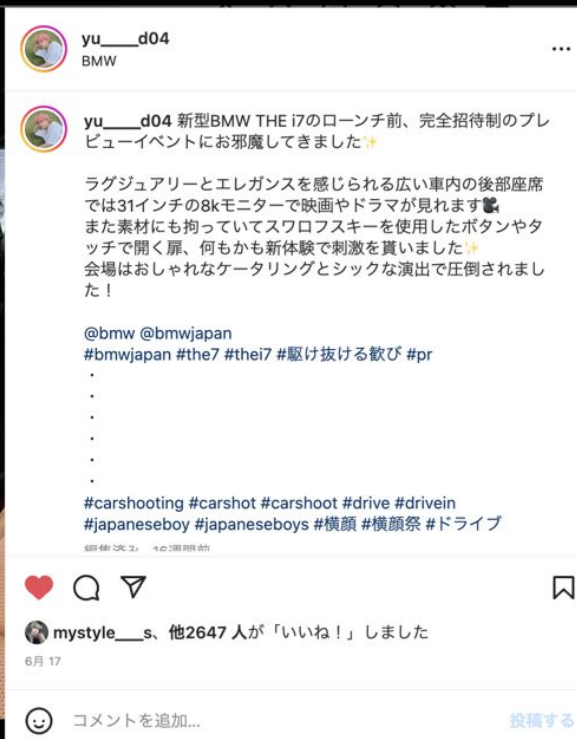 yu____d04
BMW
yu____d04 新型BMW THE i7のローンチ前、完全招待制のプレ
ビューイベントにお邪魔してきました✨
ラグジュアリーとエレガンスを感じられる広い車内の後部座席
では31インチの8kモニターで映画やドラマが見れます🎥
また素材にも拘っていてスワロフスキーを使用したボタンやタ
ッチで開く扉、何もかも新体験で刺激を貰いました✨
会場はおしゃれなケータリングとシックな演出で圧倒されまし
た！
@bmw @bmwjapan
#bmwjapan #the7 #thei7 #駆け抜ける歓び #pr
・
・
・
・
・
・
#carshooting #carshot #carshoot #drive #drivein
#japaneseboy #japaneseboys #横顔 #横顔祭 #ドライブ
編集済み 16週間前
mystyle___s、他2647 人が「いいね！」しました
6月 17
コメントを追加...
投稿する